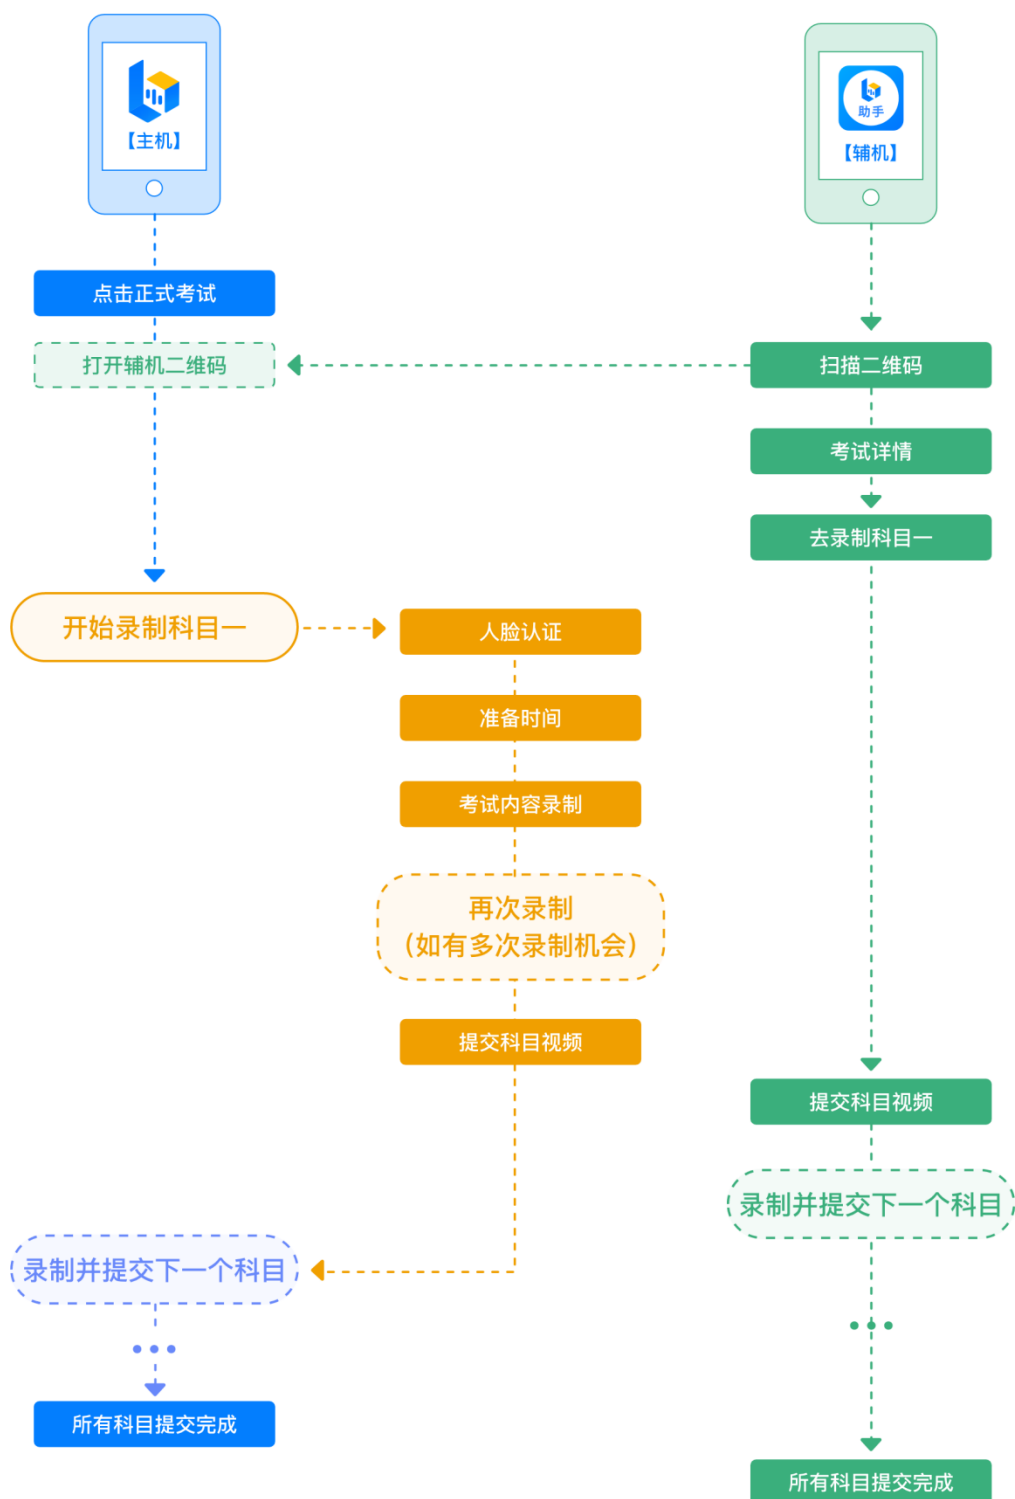 【主机】
助手
【辅机】
点击正式考试
打开辅机二维码
扫描二维码
考试详情
去录制科目一
开始录制科目一
人脸认证
准备时间
考试内容录制
再次录制
（如有多次录制机会）
提交科目视频
提交科目视频
录制并提交下一个科目
录制并提交下一个科目
所有科目提交完成
所有科目提交完成